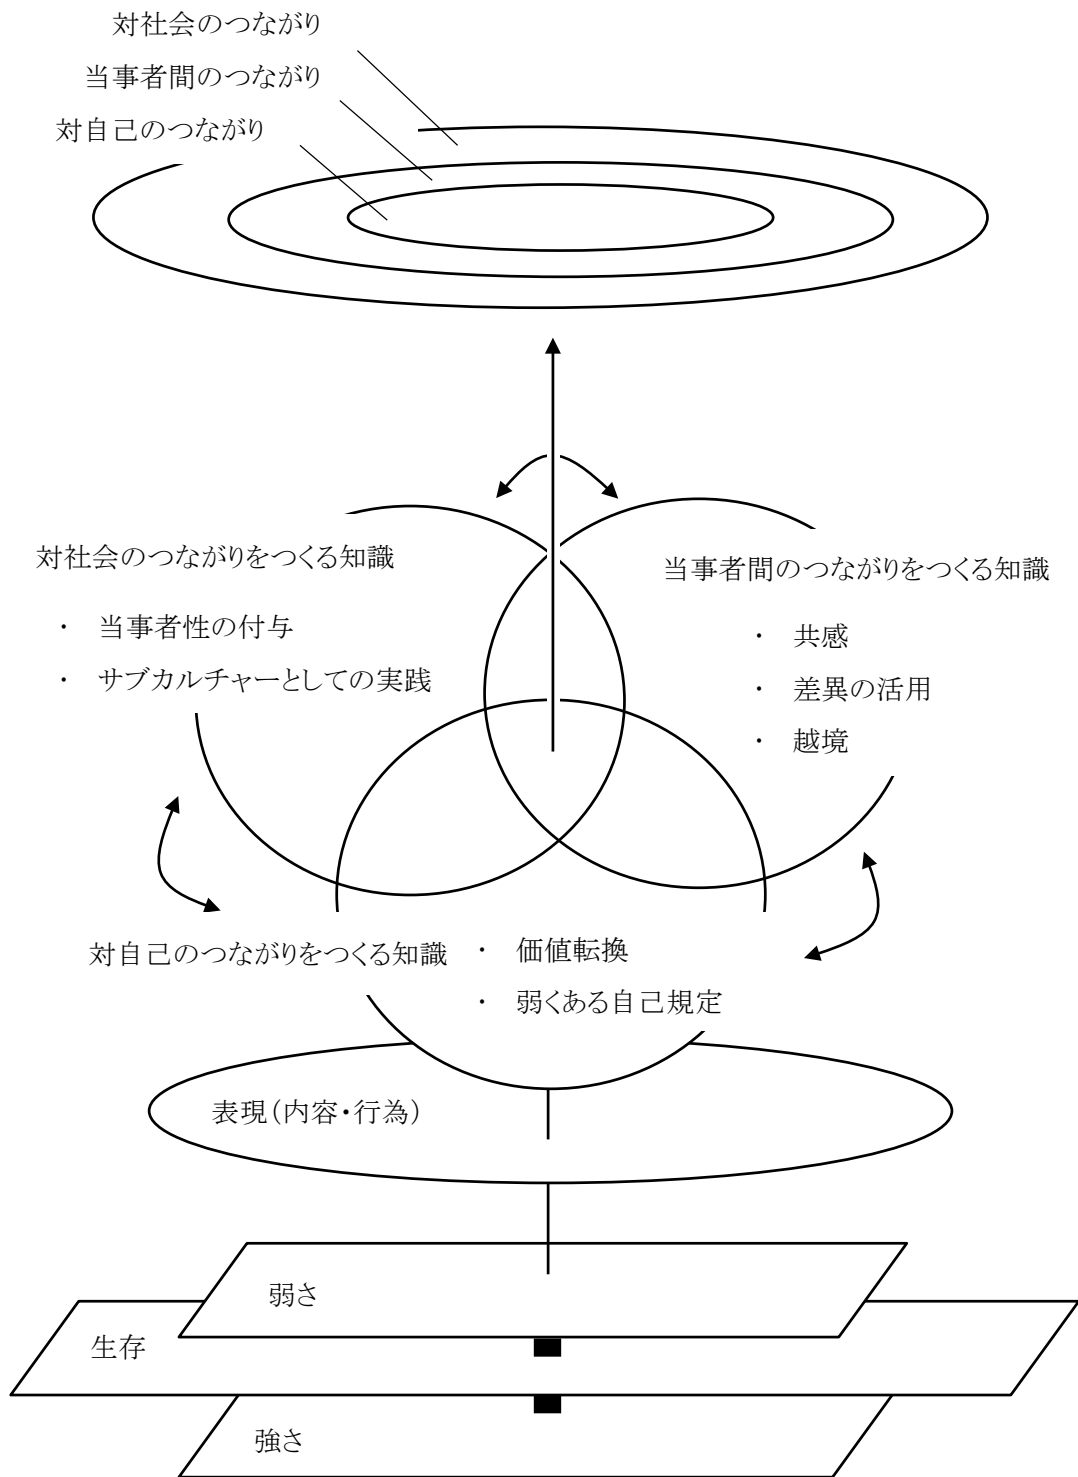 対社会のつながり
当事者間のつながり
対自己のつながり
対社会のつながりをつくる知識
・ 当事者性の付与
・ サブカルチャーとしての実践
当事者間のつながりをつくる知識
・ 共感
・ 差異の活用
・ 越境
対自己のつながりをつくる知識
・ 価値転換
・ 弱くある自己規定
表現(内容・行為)
弱さ
生存
強さ